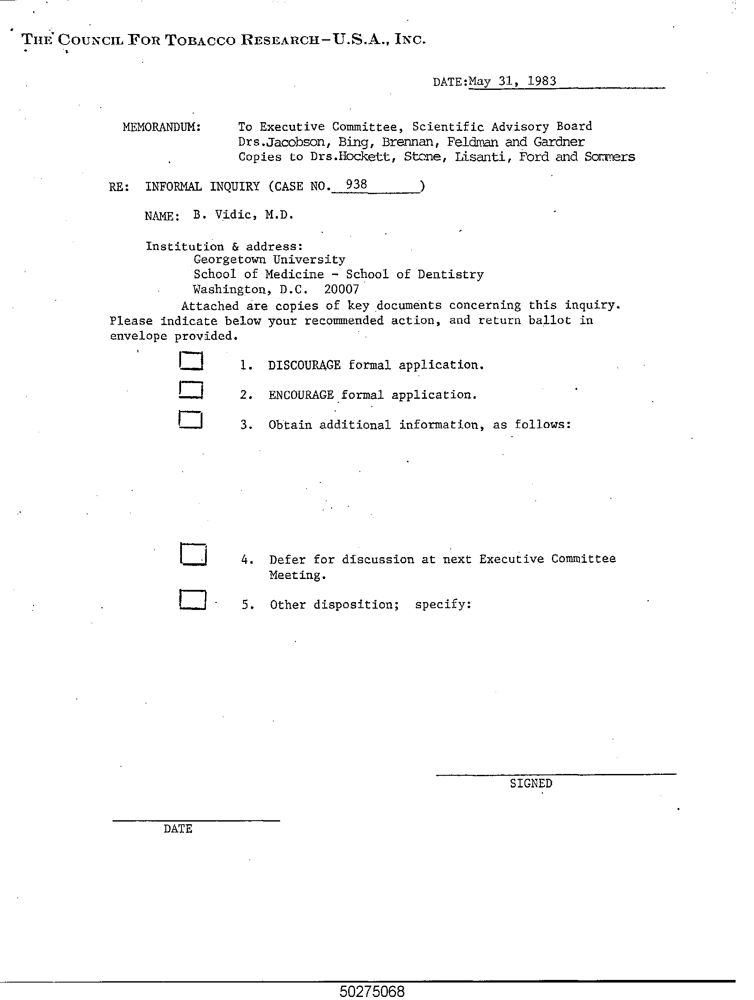 THE COUNCIL FOR TOBACCO RESEARCH-U.S.A., INC.
DATE:May 31, 1983
MEMORANDUM: To Executive Committee, Scientific Advisory Board
Drs.Jacobson, Bing, Brennan, Feldman and Gardner
Copies to Drs.Hockett, Stone, Lisanti, Ford and Sommers
RE: INFORMAL INQUIRY (CASE NO. 938 )
NAME: B. Vidic, M.D.
Institution & address:
Georgetown University
School of Medicine - School of Dentistry
Washington, D.C. 20007
Attached are copies of key documents concerning this inquiry.
Please indicate below your recommended action, and return ballot in
envelope provided.
1. DISCOURAGE formal application.
2. ENCOURAGE formal application.
3. Obtain additional information, as follows:
4. Defer for discussion at next Executive Committee
Meeting.
5. Other disposition; specify:
SIGNED
DATE
50275068